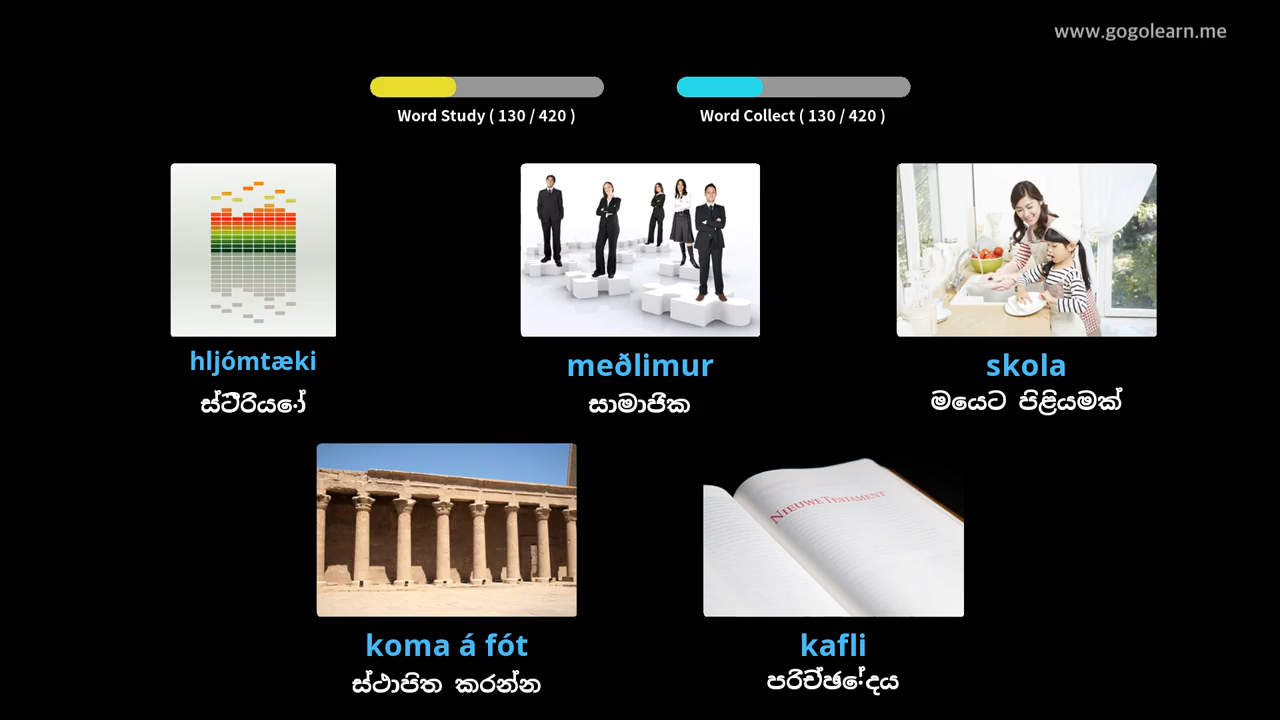 www.gogolearn.me
Word Study ( 130 / 420 )
Word Collect ( 130 / 420 )
hljómtæki
ස්ටීරියෝ
meðlimur
සාමාජික
skola
මයෙට පිළියමක්
koma á fót
ස්ථාපිත කරන්න
NIEUWE TESTAMENT
kafli
පරිච්ඡේදය